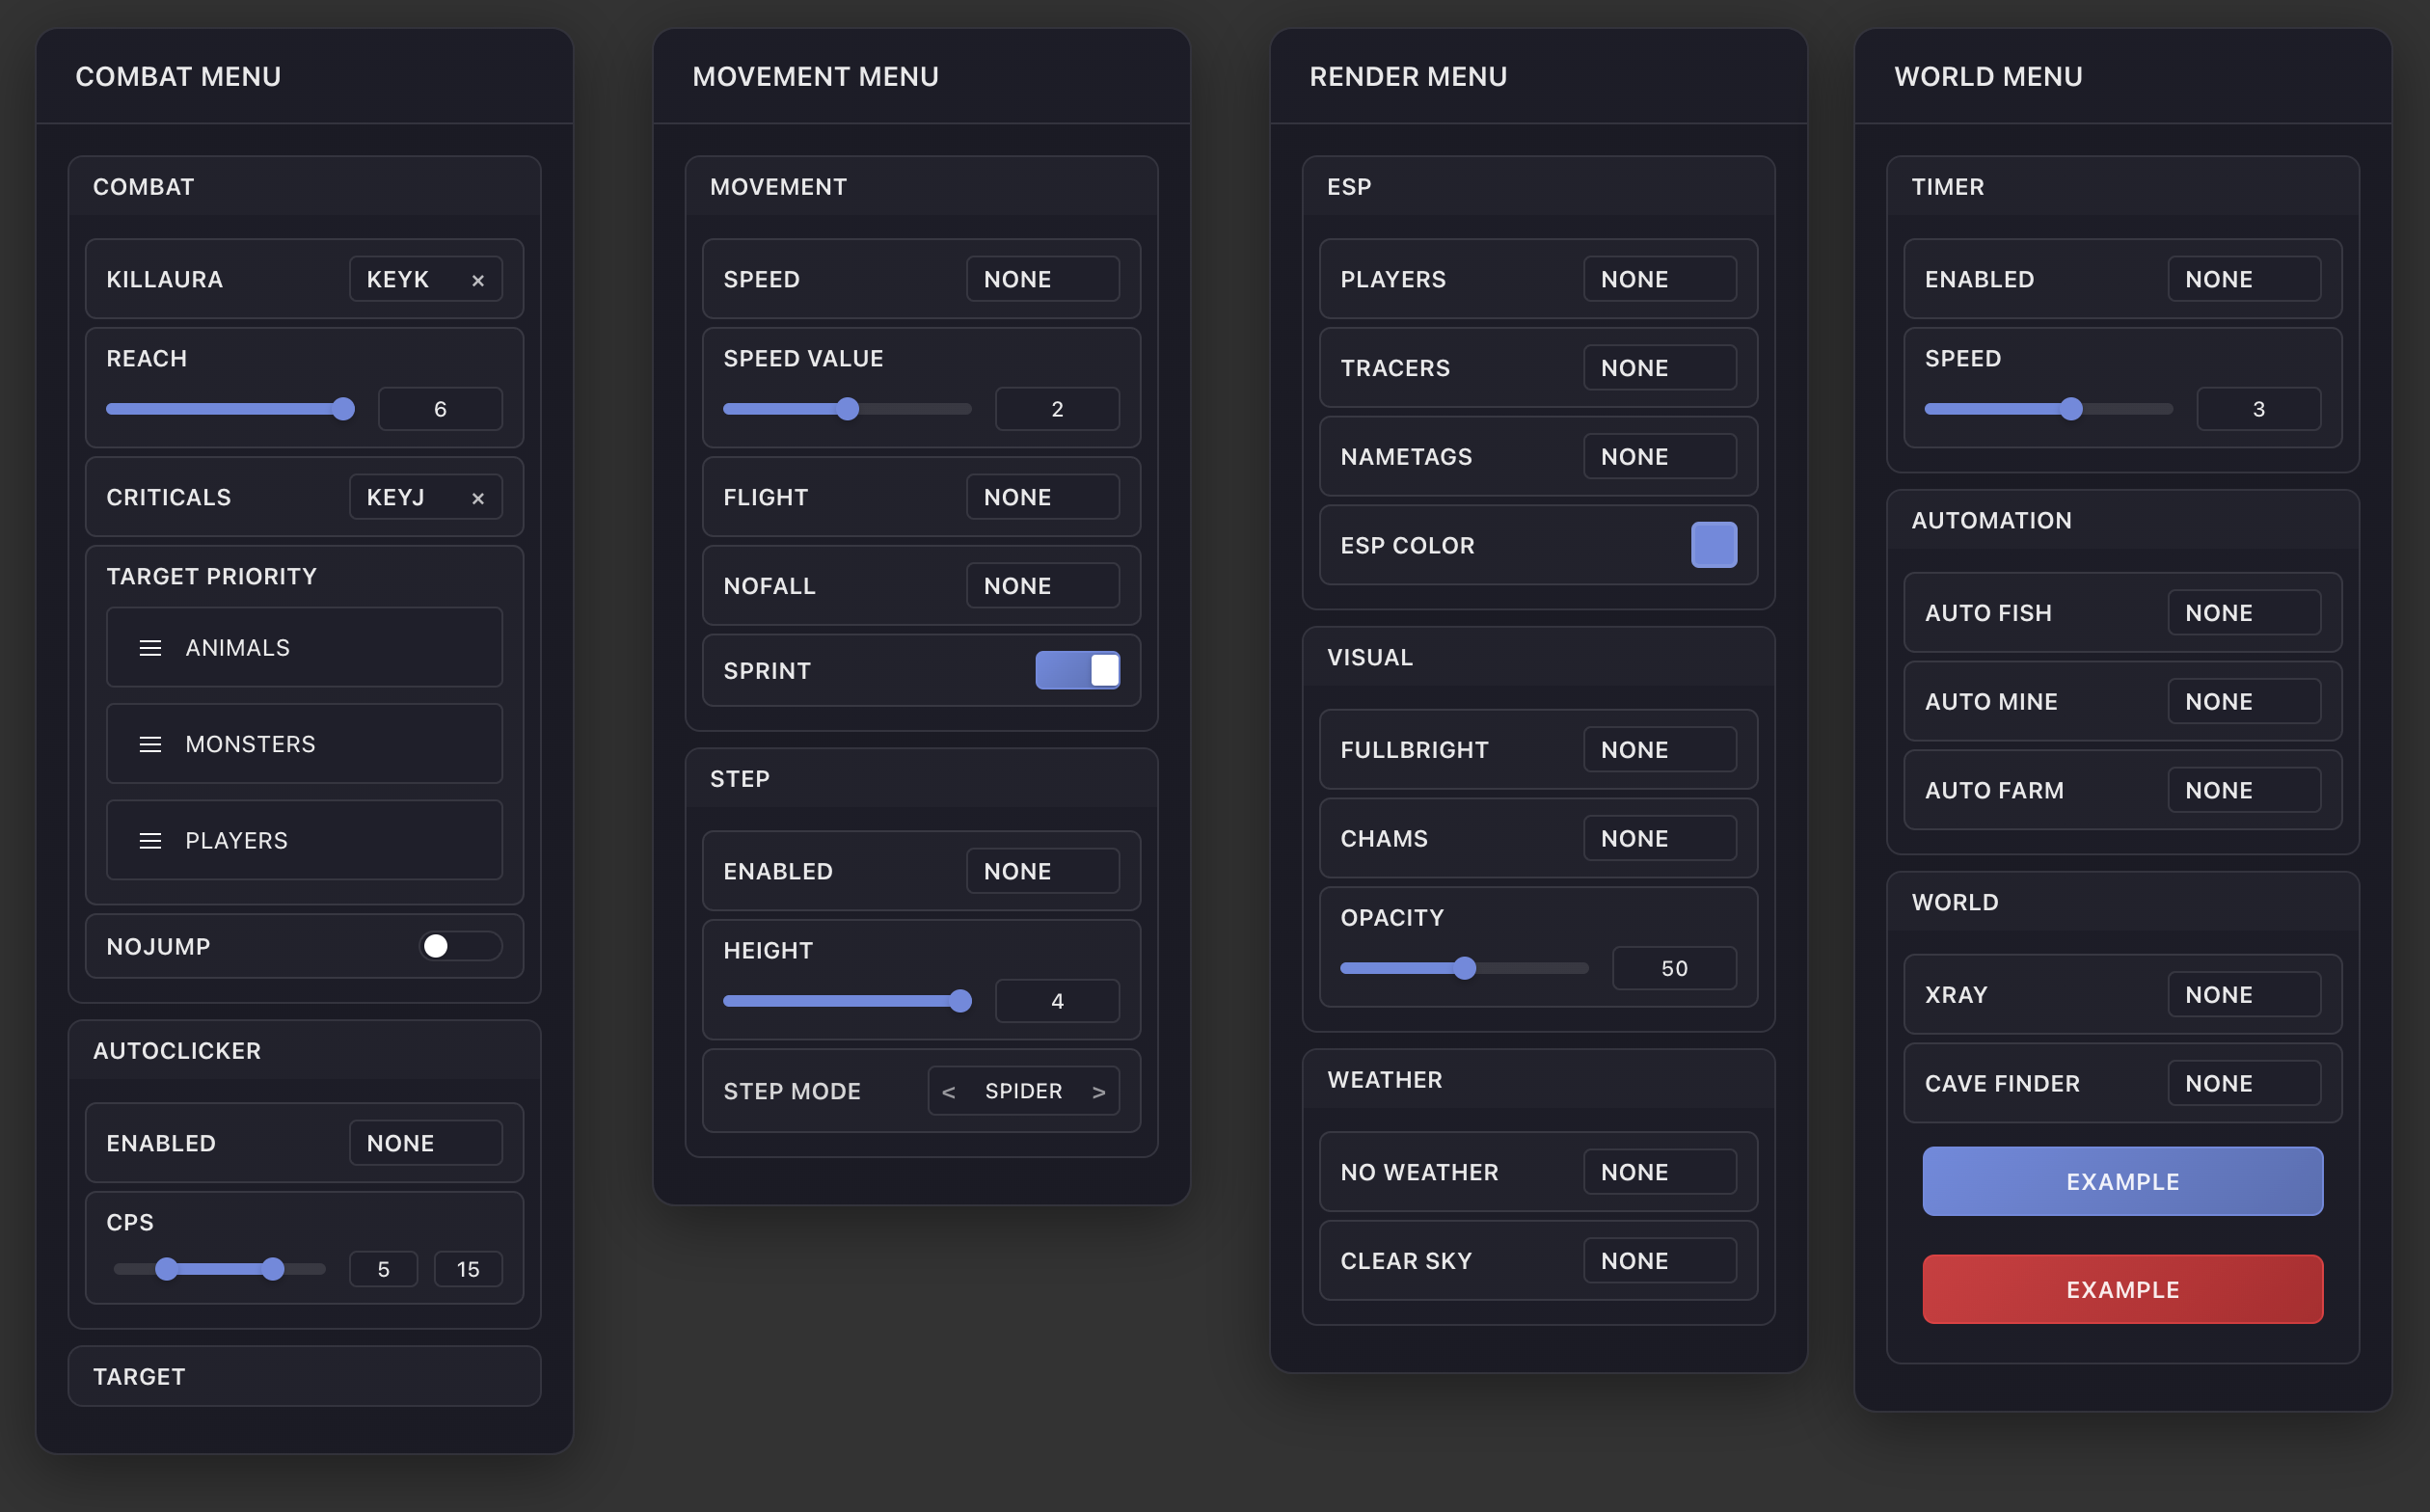 COMBAT MENU
COMBAT
KILLAURA KEYK ×
REACH
6
CRITICALS KEYJ ×
TARGET PRIORITY
ANIMALS
MONSTERS
PLAYERS
NOJUMP
AUTOCLICKER
ENABLED NONE
CPS
5 15
TARGET
MOVEMENT MENU
MOVEMENT
SPEED NONE
SPEED VALUE
2
FLIGHT NONE
NOFALL NONE
SPRINT
STEP
ENABLED NONE
HEIGHT
4
STEP MODE < SPIDER >
RENDER MENU
ESP
PLAYERS NONE
TRACERS NONE
NAMETAGS NONE
ESP COLOR
VISUAL
FULLBRIGHT NONE
CHAMS NONE
OPACITY
50
WEATHER
NO WEATHER NONE
CLEAR SKY NONE
WORLD MENU
TIMER
ENABLED NONE
SPEED
3
AUTOMATION
AUTO FISH NONE
AUTO MINE NONE
AUTO FARM NONE
WORLD
XRAY NONE
CAVE FINDER NONE
EXAMPLE
EXAMPLE